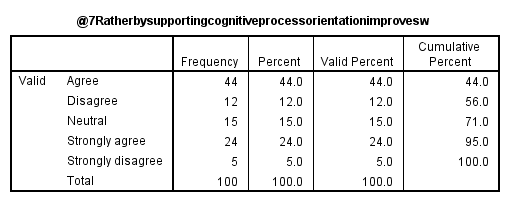 @7Ratherbysupportingcognitiveprocessorientationimprovesw
Frequency Percent Valid Percent Cumulative Percent
Valid Agree 44 44.0 44.0 44.0
Disagree 12 12.0 12.0 56.0
Neutral 15 15.0 15.0 71.0
Strongly agree 24 24.0 24.0 95.0
Strongly disagree 5 5.0 5.0 100.0
Total 100 100.0 100.0